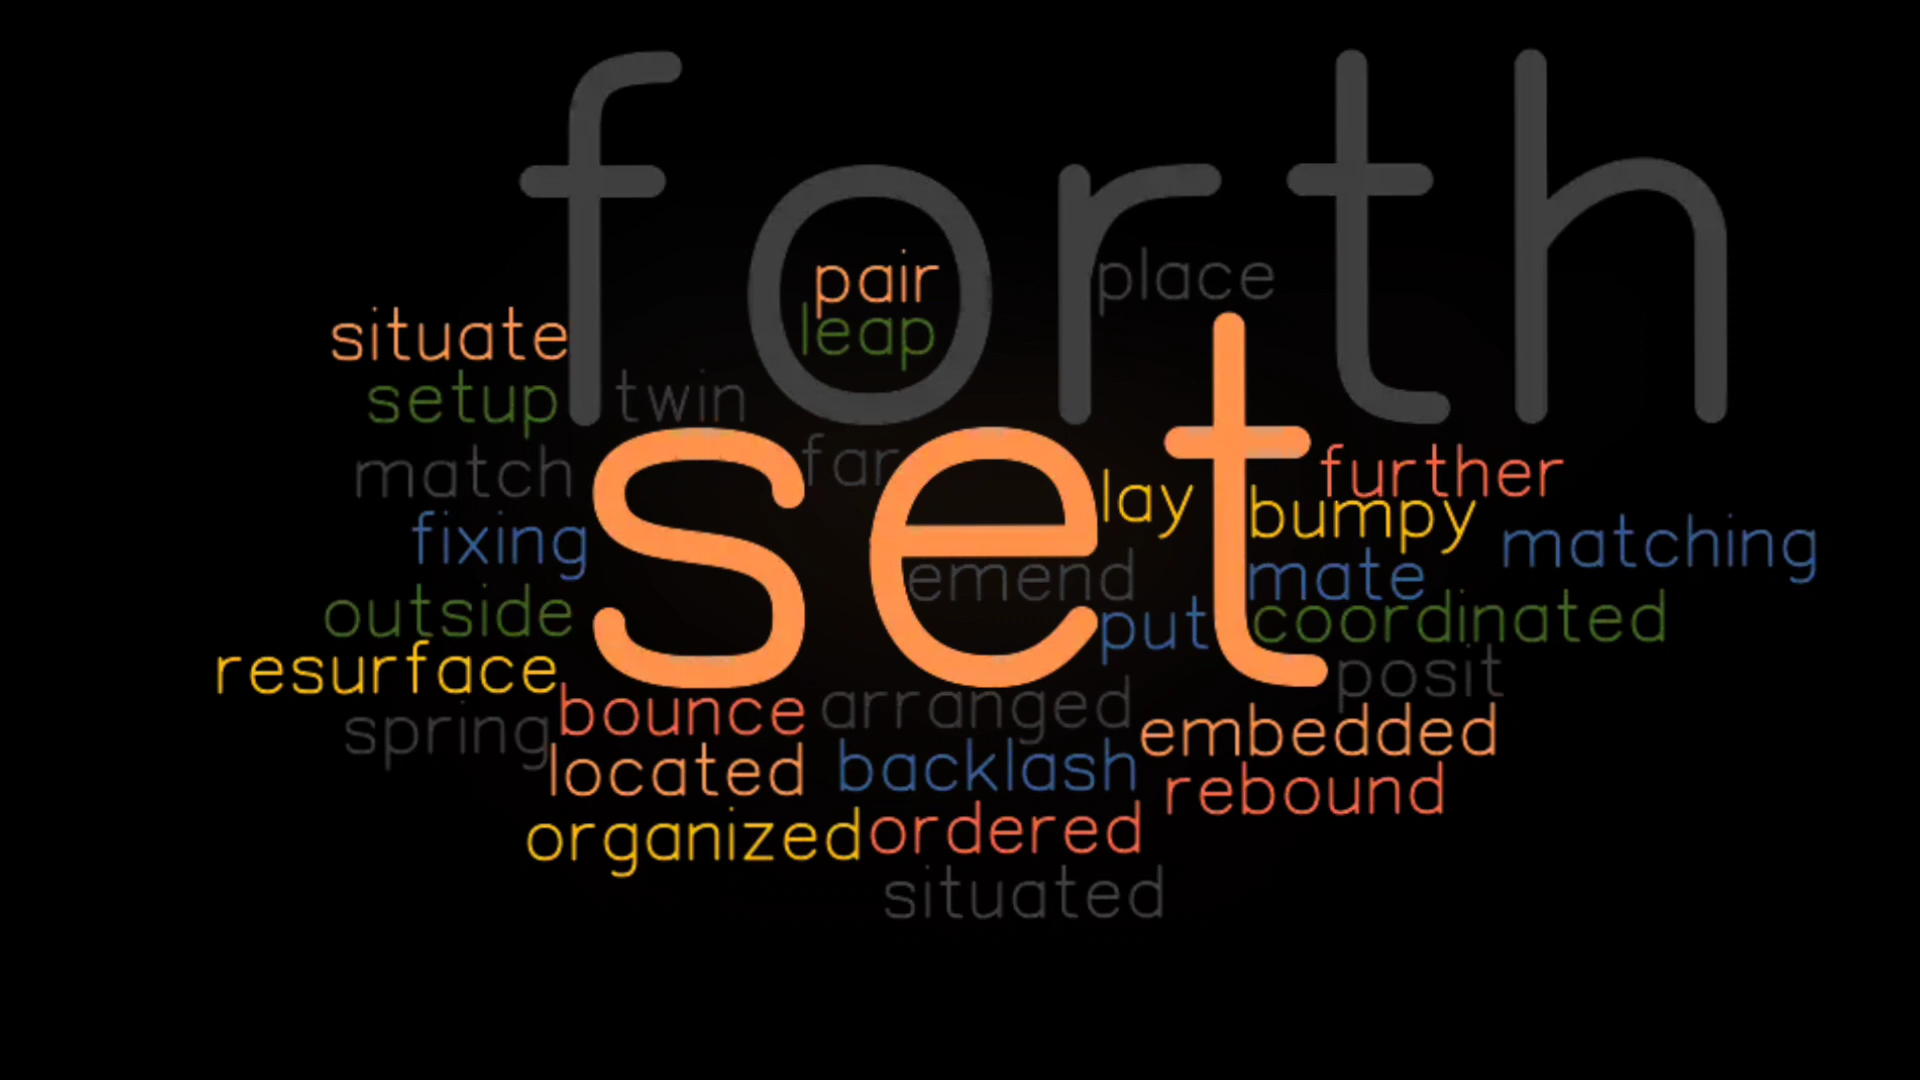 forth
pair
place
leap
situate
setup
twin
set
match
far
lay
further
bumpy
fixing
matching
emend
mate
outside
put
coordinated
resurface
posit
spring
bounce
arranged
embedded
located
backlash
rebound
organized
ordered
situated